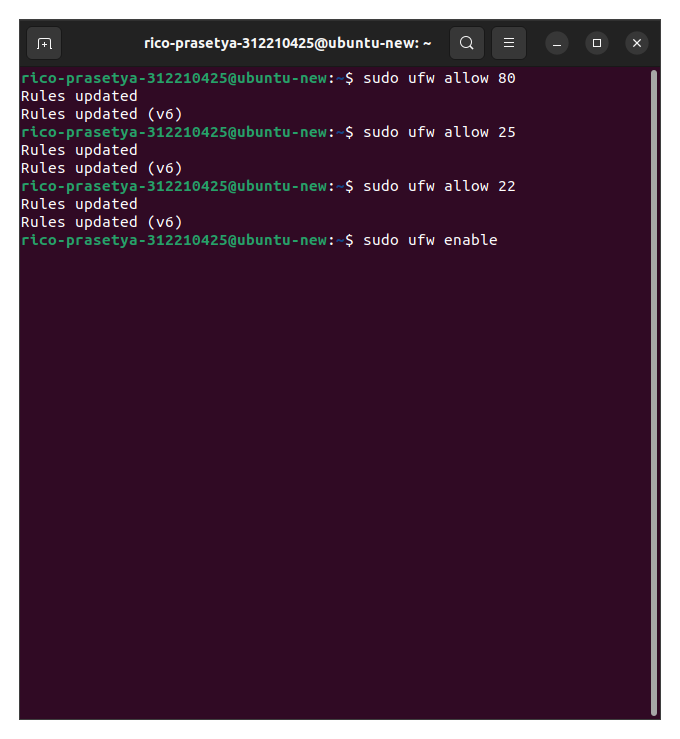 rico-prasetya-312210425@ubuntu-new: ~
rico-prasetya-312210425@ubuntu-new:~$ sudo ufw allow 80
Rules updated
Rules updated (v6)
rico-prasetya-312210425@ubuntu-new:~$ sudo ufw allow 25
Rules updated
Rules updated (v6)
rico-prasetya-312210425@ubuntu-new:~$ sudo ufw allow 22
Rules updated
Rules updated (v6)
rico-prasetya-312210425@ubuntu-new:~$ sudo ufw enable